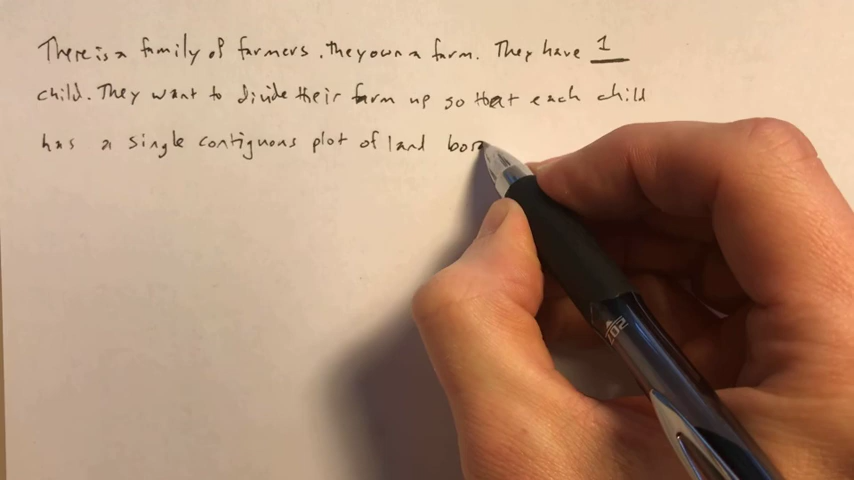 There is a family of farmers. they own a farm. They have 1
child. They want to divide their farm up so that each child
has a single contiguous plot of land bor